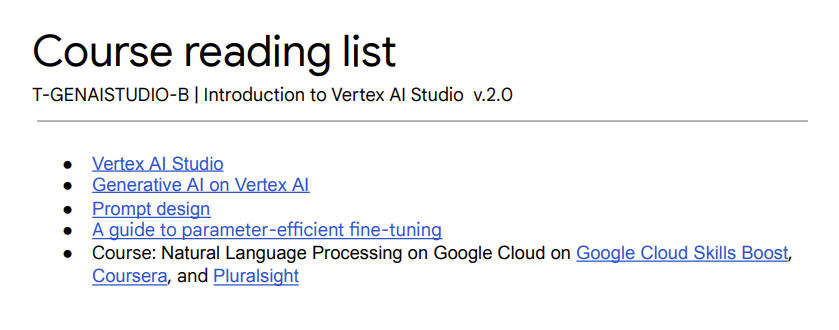 Course reading list
T-GENAISTUDIO-B | Introduction to Vertex AI Studio v.2.0
● Vertex AI Studio
● Generative AI on Vertex AI
● Prompt design
● A guide to parameter-efficient fine-tuning
● Course: Natural Language Processing on Google Cloud on Google Cloud Skills Boost,
Coursera, and Pluralsight